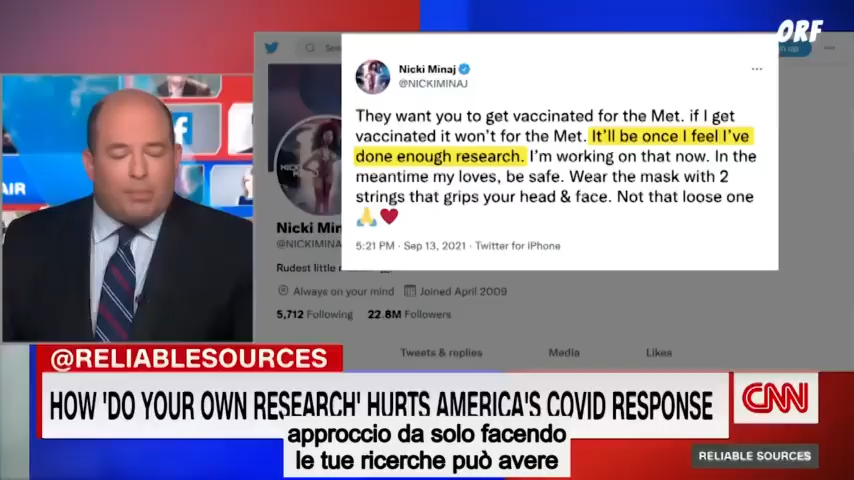 ORF
Nicki Minaj
@NICKIMINAJ
They want you to get vaccinated for the Met. if I get
vaccinated it won't for the Met. It'll be once I feel I've
done enough research. I'm working on that now. In the
meantime my loves, be safe. Wear the mask with 2
strings that grips your head & face. Not that loose one
🙏❤️
5:21 PM · Sep 13, 2021 · Twitter for iPhone
AIR
Nicki Min
@NICKIMINA
Rudest little
Always on your mind
Joined April 2009
5,712 Following
22.8M Followers
Tweets & replies
Media
Likes
@RELIABLESOURCES
HOW 'DO YOUR OWN RESEARCH' HURTS AMERICA'S COVID RESPONSE
CNN
approccio da solo facendo
le tue ricerche può avere
RELIABLE SOURCES